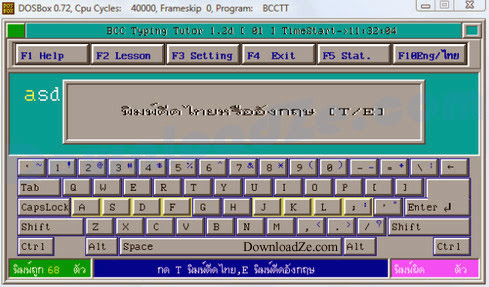 DOSBox 0.72, Cpu Cycles: 40000, Frameskip 0, Program: BCCTT
BCC Typing Tutor 1.2d [ 01 ] TimeStart->11:32:04
F1 Help F2 Lesson F3 Setting F4 Exit F5 Stat. F10Eng/ไทย
asd
พิมพ์ดีดไทยหรืออังกฤษ [T/E]
` ~ 1 ! 2 @ 3 # 4 $ 5 % 6 ^ 7 & 8 * 9 ( 0 ) - _ = + \ | ←
Tab Q W E R T Y U I O P [ ]
CapsLock A S D F G H J K L ; : ' " Enter ↲
Shift Z X C V B N M , < . > / ? Shift
Ctrl Alt Space DownloadZe.com Alt Ctrl
พิมพ์ถูก 68 ตัว กด T พิมพ์ดีดไทย,E พิมพ์ดีดอังกฤษ พิมพ์ผิด ตัว